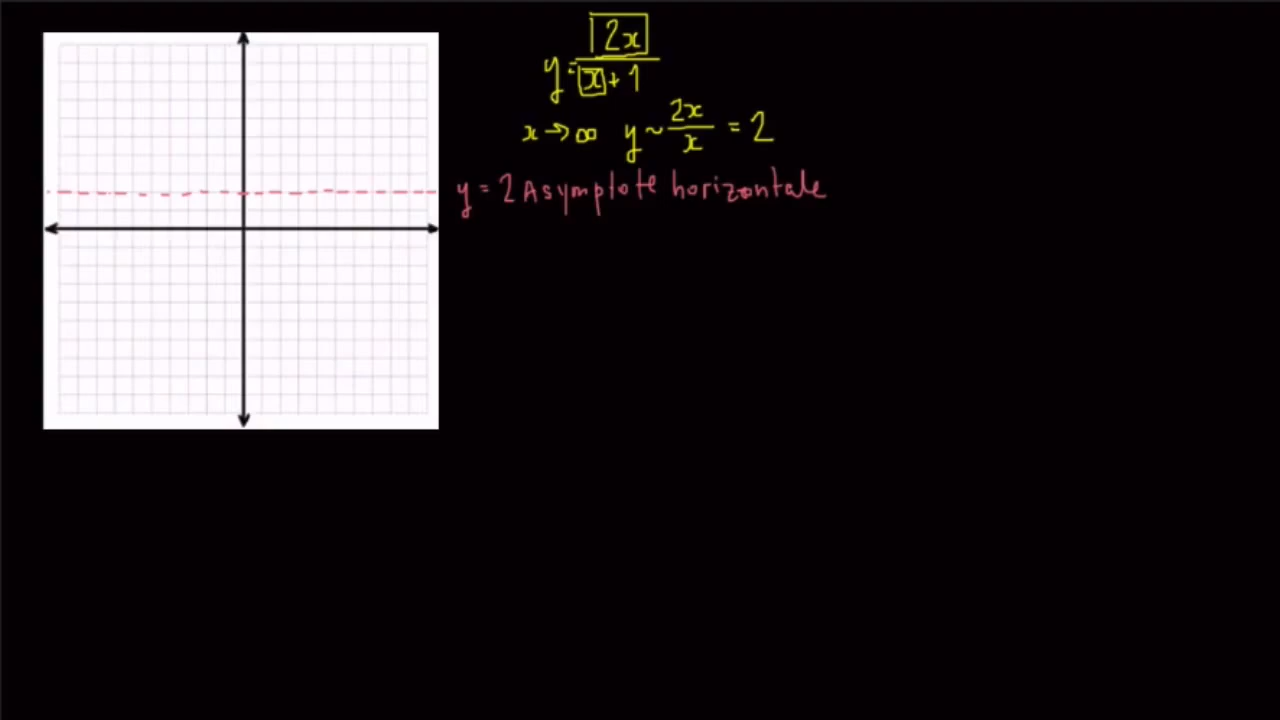 y = 2x / x + 1
x → ∞ y ~ 2x / x = 2
y = 2 Asymptote horizontale